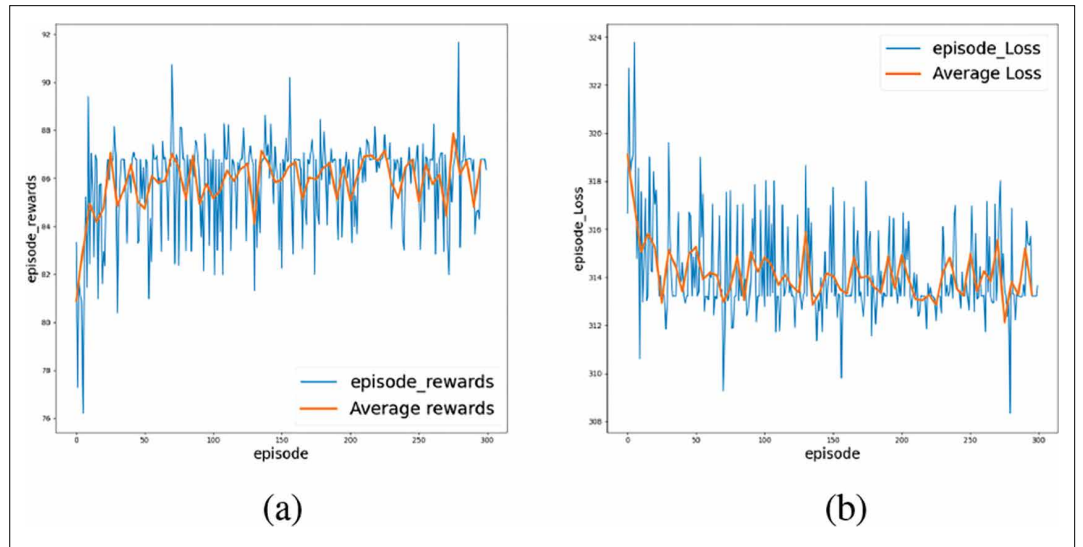 92
90
88
86
84
82
80
78
76
episode_rewards
episode_rewards
Average rewards
0 50 100 150 200 250 300
episode
(a)
324
322
320
318
316
314
312
310
308
episode_Loss
episode_Loss
Average Loss
0 50 100 150 200 250 300
episode
(b)